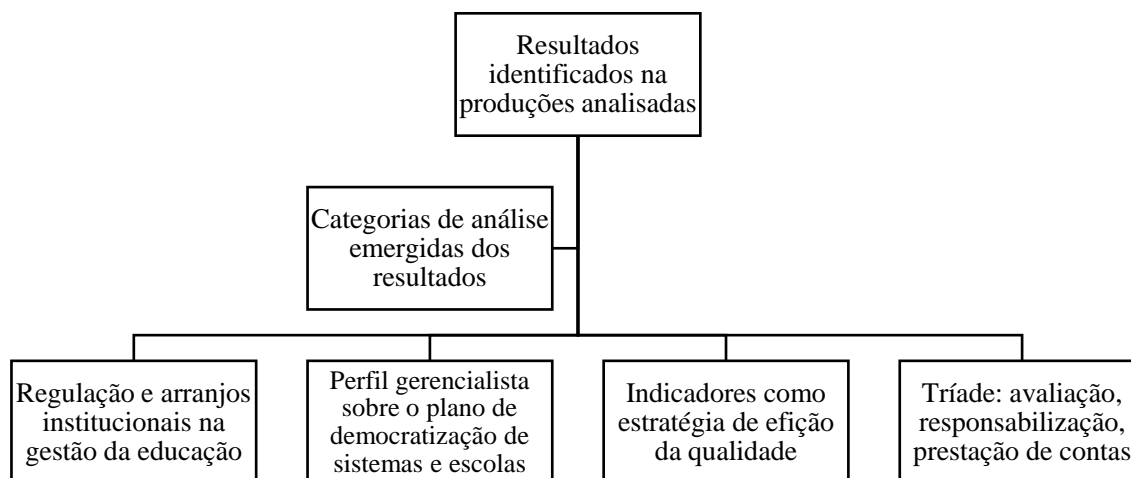 Resultados
identificados na
produções analisadas
Categorias de análise
emergidas dos
resultados
Regulação e arranjos
institucionais na
gestão da educação
Perfil gerencialista
sobre o plano de
democratização de
sistemas e escolas
Indicadores como
estratégia de efição
da qualidade
Tríade: avaliação,
responsabilização,
prestação de contas